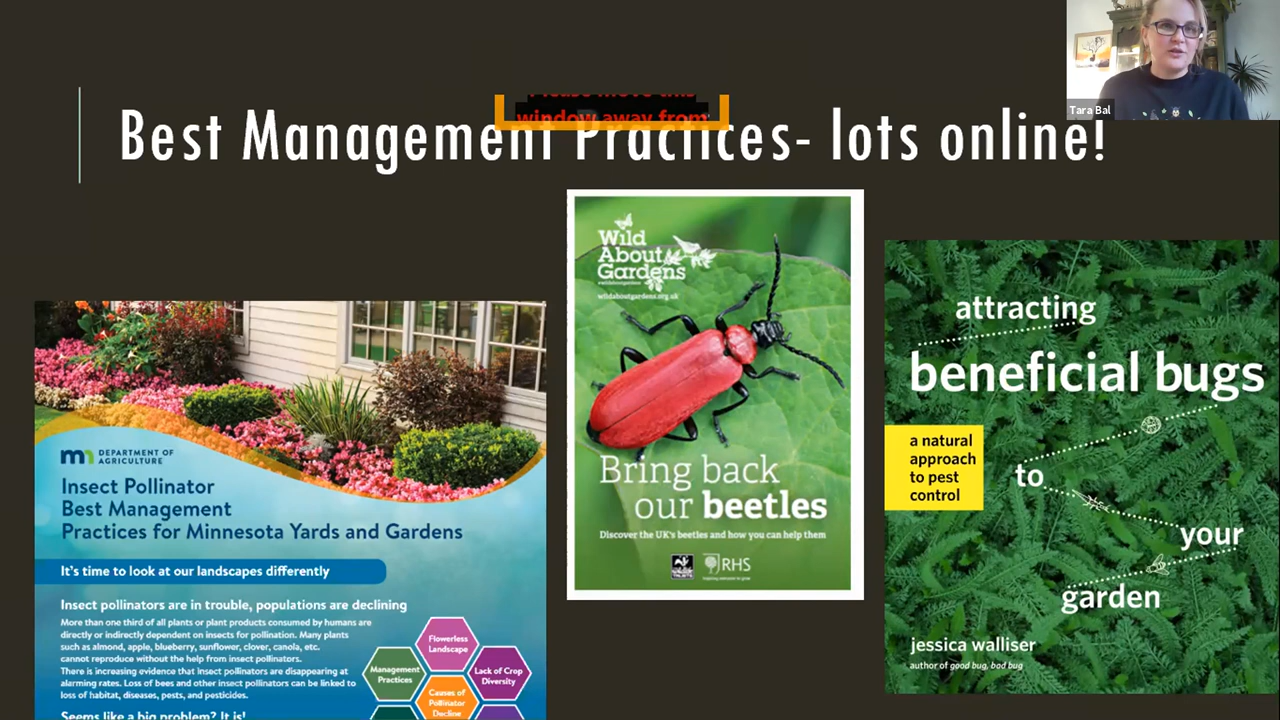 Tara Bal
window away from
Best Management Practices- lots online!
Wild
About
Gardens
wildaboutgardens.org.uk
Bring back
our beetles
Discover the UK's beetles and how you can help them
RHS
attracting
beneficial bugs
a natural
approach
to pest
control
to
your
garden
jessica walliser
author of good bug, bad bug
DEPARTMENT OF
AGRICULTURE
Insect Pollinator
Best Management
Practices for Minnesota Yards and Gardens
It's time to look at our landscapes differently
Insect pollinators are in trouble, populations are declining
More than one third of all plants or plant products consumed by humans are
directly or indirectly dependent on insects for pollination. Many plants
such as almond, apple, blueberry, sunflower, clover, canola, etc.
cannot reproduce without the help from insect pollinators.
There is increasing evidence that insect pollinators are disappearing at
alarming rates. Loss of bees and other insect pollinators can be linked to
loss of habitat, diseases, pests, and pesticides.
Seems like a big problem? It is!
Flowerless
Landscape
Management
Practices
Lack of Crop
Diversity
Causes of
Pollinator
Decline